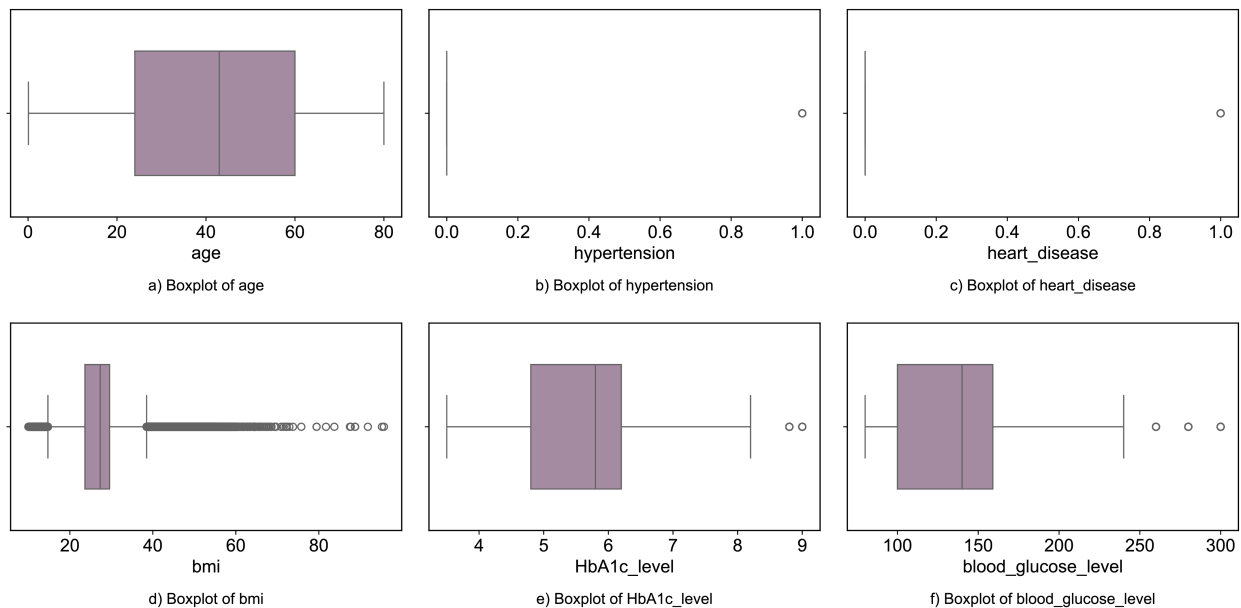 0 20 40 60 80
age
a) Boxplot of age
0.0 0.2 0.4 0.6 0.8 1.0
hypertension
b) Boxplot of hypertension
0.0 0.2 0.4 0.6 0.8 1.0
heart_disease
c) Boxplot of heart_disease
20 40 60 80
bmi
d) Boxplot of bmi
4 5 6 7 8 9
HbA1c_level
e) Boxplot of HbA1c_level
100 150 200 250 300
blood_glucose_level
f) Boxplot of blood_glucose_level